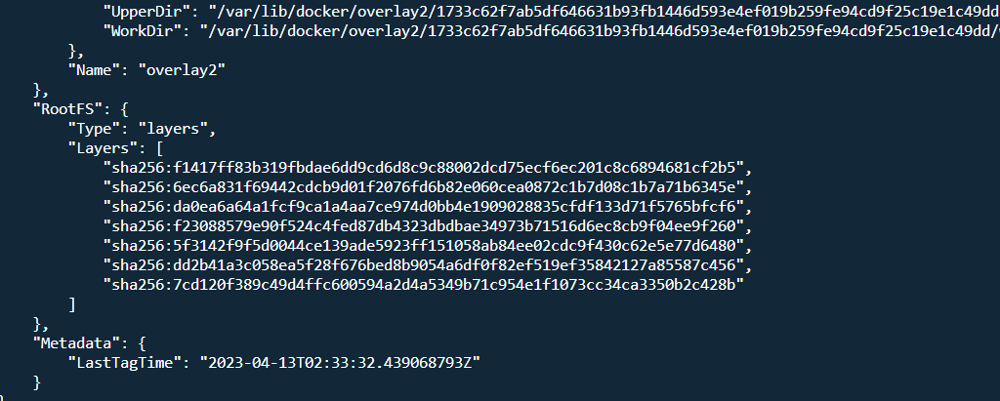 "UpperDir": "/var/lib/docker/overlay2/1733c62f7ab5df646631b93fb1446d593e4ef019b259fe94cd9f25c19e1c49dd
"WorkDir": "/var/lib/docker/overlay2/1733c62f7ab5df646631b93fb1446d593e4ef019b259fe94cd9f25c19e1c49dd/
},
"Name": "overlay2"
},
"RootFS": {
"Type": "layers",
"Layers": [
"sha256:f1417ff83b319fbdae6dd9cd6d8c9c88002dcd75ecf6ec201c8c6894681cf2b5",
"sha256:6ec6a831f69442cdcb9d01f2076fd6b82e060cea0872c1b7d08c1b7a71b6345e",
"sha256:da0ea6a64a1fcf9ca1a4aa7ce974d0bb4e1909028835cfdf133d71f5765bfcf6",
"sha256:f23088579e90f524c4fed87db4323dbdbae34973b71516d6ec8cb9f04ee9f260",
"sha256:5f3142f9f5d0044ce139ade5923ff151058ab84ee02cdc9f430c62e5e77d6480",
"sha256:dd2b41a3c058ea5f28f676bed8b9054a6df0f82ef519ef35842127a85587c456",
"sha256:7cd120f389c49d4ffc600594a2d4a5349b71c954e1f1073cc34ca3350b2c428b"
]
},
"Metadata": {
"LastTagTime": "2023-04-13T02:33:32.439068793Z"
}